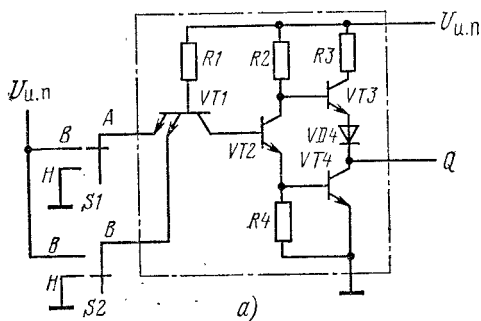 Uи.п
R1
R2
R3
Uи.п
VT1
VT3
A
B
VD4
H
VT2
VT4
Q
S1
B
B
R4
H
S2
а)